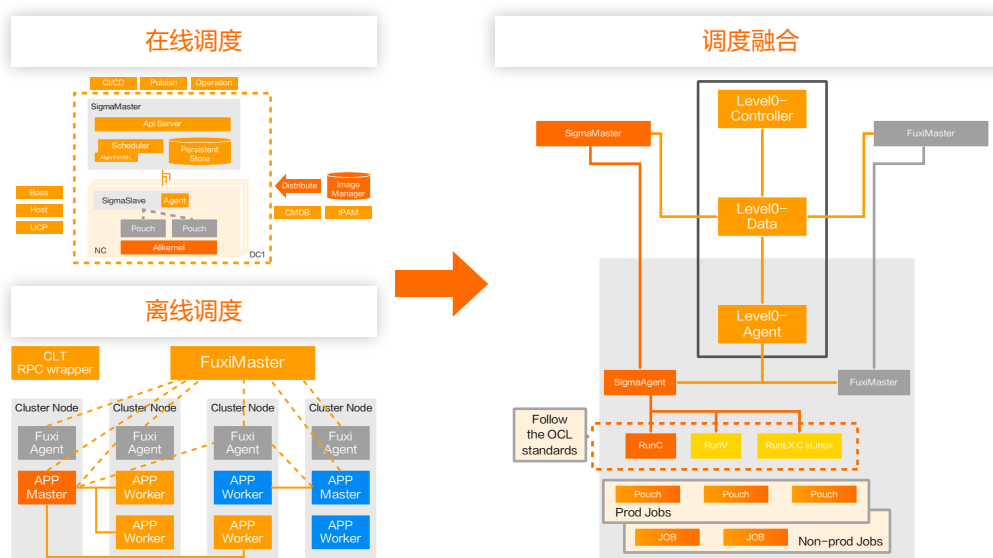 在线调度
CI/CD
Publish
Operation
SigmaMaster
Api Server
Scheduler
Algorithm/ML
Persistent
Store
Boss
Host
UCP
SigmaSlave
Agent
Pouch
Pouch
Alikernel
NC
DC1
Distribute
Image
Manager
CMDB
IPAM
离线调度
CLT
RPC wrapper
FuxiMaster
Cluster Node
Cluster Node
Cluster Node
Cluster Node
Fuxi
Agent
Fuxi
Agent
Fuxi
Agent
Fuxi
Agent
APP
Master
APP
Worker
APP
Worker
APP
Master
APP
Worker
APP
Worker
APP
Worker
调度融合
Level0-
Controller
SigmaMaster
FuxiMaster
Level0-
Data
Level0-
Agent
SigmaAgent
FuxiMaster
Follow
the OCL
standards
RunC
RunV
RunLX C vLinux
Pouch
Pouch
Pouch
Prod Jobs
JOB
JOB
Non-prod Jobs